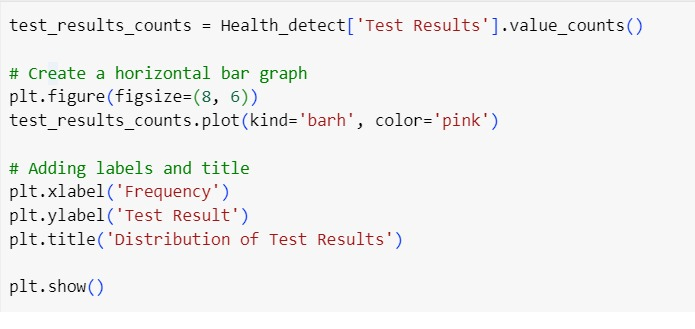 test_results_counts = Health_detect['Test Results'].value_counts()
# Create a horizontal bar graph
plt.figure(figsize=(8, 6))
test_results_counts.plot(kind='barh', color='pink')
# Adding labels and title
plt.xlabel('Frequency')
plt.ylabel('Test Result')
plt.title('Distribution of Test Results')
plt.show()